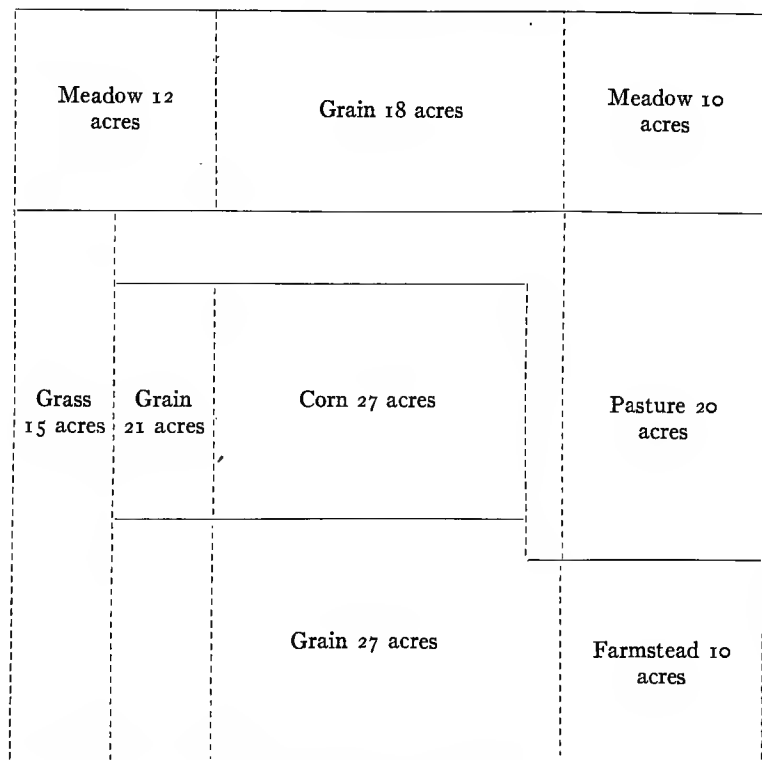 Meadow 12
acres
Grain 18 acres
Meadow 10
acres
Grass
15 acres
Grain
21 acres
Corn 27 acres
Pasture 20
acres
Grain 27 acres
Farmstead 10
acres